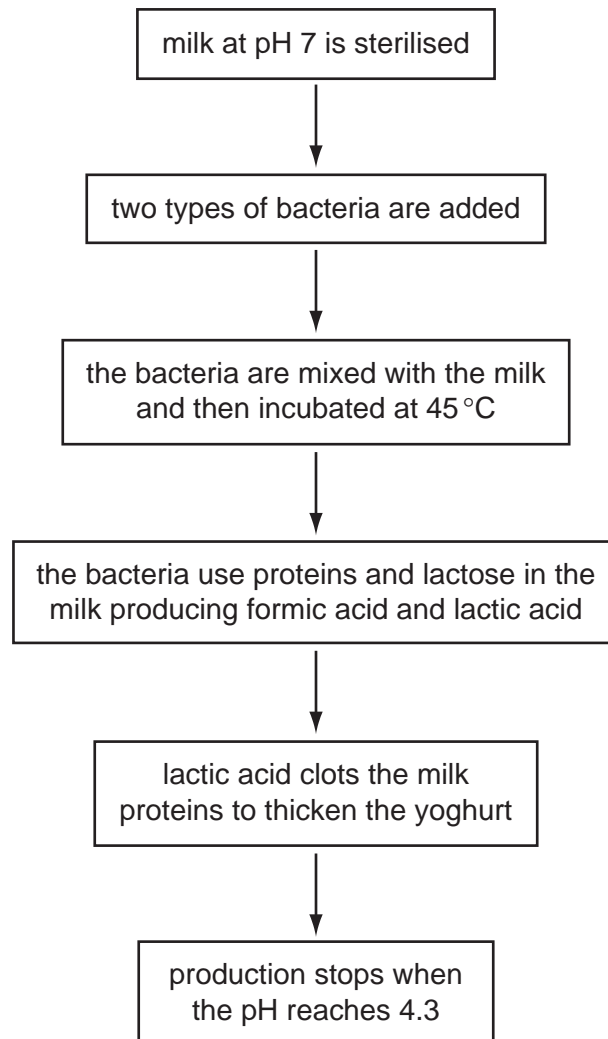 milk at pH 7 is sterilised
two types of bacteria are added
the bacteria are mixed with the milk
and then incubated at 45 °C
the bacteria use proteins and lactose in the
milk producing formic acid and lactic acid
lactic acid clots the milk
proteins to thicken the yoghurt
production stops when
the pH reaches 4.3